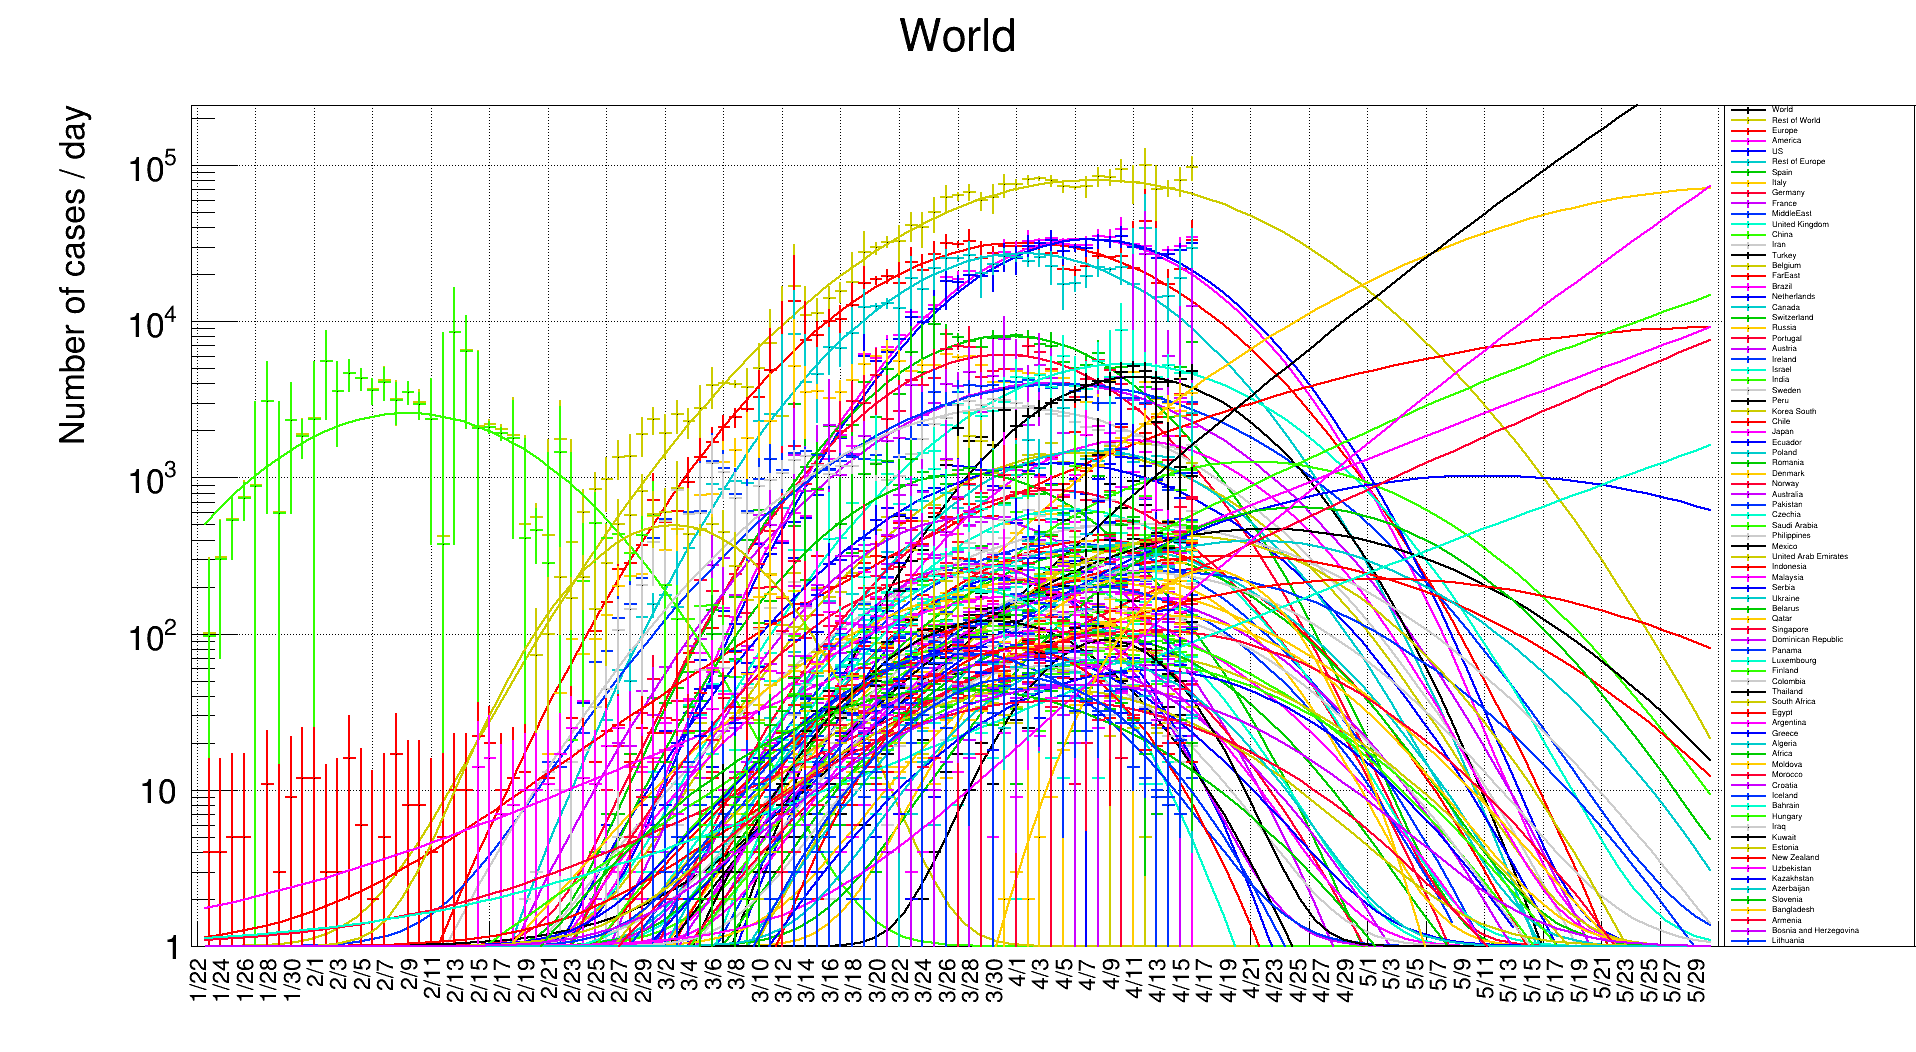 World
Number of cases / day
10^5
10^4
10^3
10^2
10
1
1/22
1/24
1/26
1/28
1/30
2/1
2/3
2/5
2/7
2/9
2/11
2/13
2/15
2/17
2/19
2/21
2/23
2/25
2/27
2/29
3/2
3/4
3/6
3/8
3/10
3/12
3/14
3/16
3/18
3/20
3/22
3/24
3/26
3/28
3/30
4/1
4/3
4/5
4/7
4/9
4/11
4/13
4/15
4/17
4/19
4/21
4/23
4/25
4/27
4/29
5/1
5/3
5/5
5/7
5/9
5/11
5/13
5/15
5/17
5/19
5/21
5/23
5/25
5/27
5/29
World
Rest of World
Europe
America
US
Rest of Europe
Spain
Italy
Germany
France
MiddleEast
United Kingdom
China
Iran
Turkey
Belgium
FarEast
Brazil
Netherlands
Canada
Switzerland
Russia
Portugal
Austria
Ireland
Israel
India
Sweden
Peru
Korea South
Chile
Japan
Ecuador
Poland
Romania
Denmark
Norway
Australia
Pakistan
Czechia
Saudi Arabia
Philippines
Mexico
United Arab Emirates
Indonesia
Malaysia
Serbia
Ukraine
Belarus
Qatar
Singapore
Dominican Republic
Panama
Luxembourg
Finland
Colombia
Thailand
South Africa
Egypt
Argentina
Greece
Algeria
Africa
Moldova
Morocco
Croatia
Iceland
Bahrain
Hungary
Iraq
Kuwait
Estonia
New Zealand
Uzbekistan
Kazakhstan
Azerbaijan
Slovenia
Bangladesh
Armenia
Bosnia and Herzegovina
Lithuania